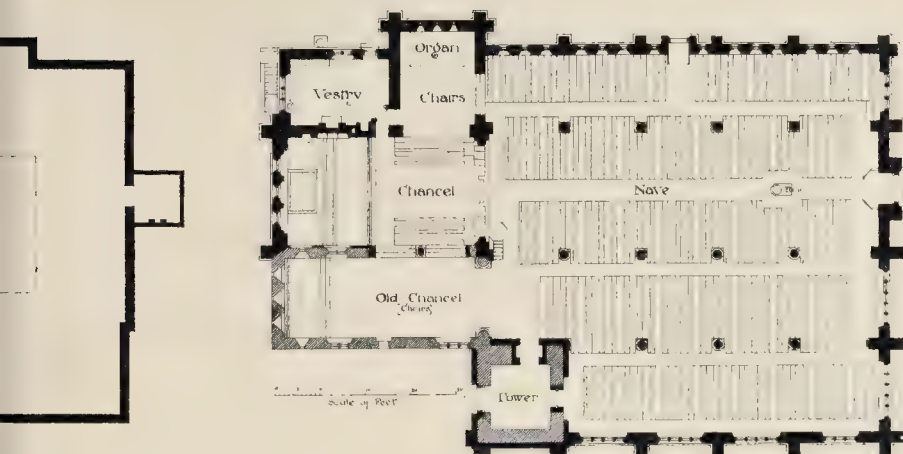 Organ
Vestry
Chairs
Chancel
Nave
Old Chancel
Chairs
Scale of Feet
Tower